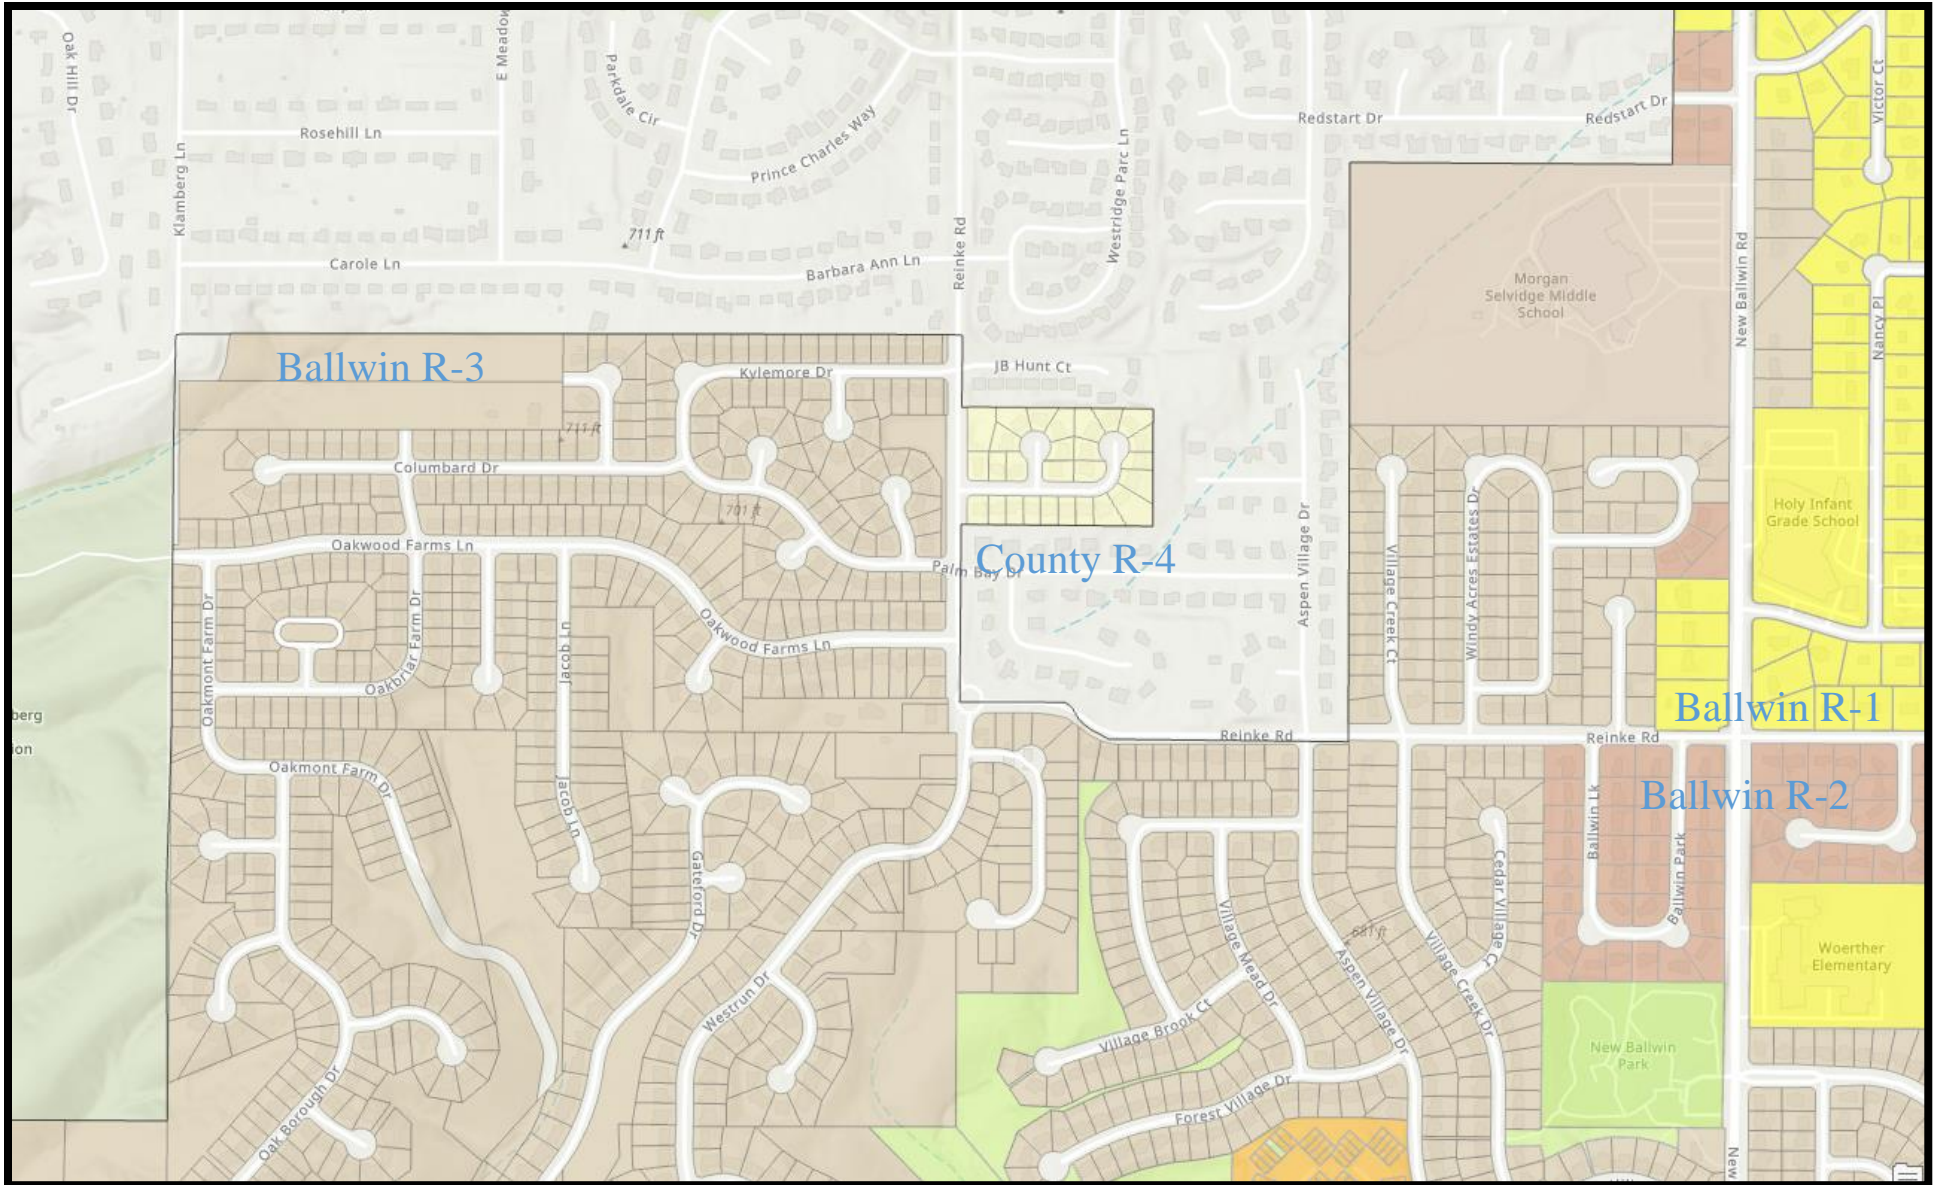 Oak Hill Dr
E Meadow
Parkdale Cir
Rosehill Ln
Prince Charles Way
Klamberg Ln
711 ft
Carole Ln
Barbara Ann Ln
Reinke Rd
Westridge Parc Ln
Redstart Dr
Redstart Dr
Victor Ct
New Ballwin Rd
Morgan
Selvidge Middle
School
Nancy Pl
Ballwin R-3
Kylemore Dr
JB Hunt Ct
711 ft
Columbard Dr
701 ft
Oakwood Farms Ln
Palm Bay Dr
County R-4
Aspen Village Dr
Village Creek Ct
Windy Acres Estates Dr
Holy Infant
Grade School
Oakmont Farm Dr
Oakbriar Farm Dr
Jacob Ln
Oakwood Farms Ln
berg
ion
Ballwin R-1
Reinke Rd
Reinke Rd
Oakmont Farm Dr
Jacob Ln
Ballwin R-2
Ballwin Lk
Ballwin Park
Gateford Dr
Cedar Village Ct
Village Mead Dr
681 ft
Aspen Village Dr
Village Creek Dr
Woerther
Elementary
Westrun Dr
Village Brook Ct
New Ballwin
Park
Forest Village Dr
Oak Borough Dr
New